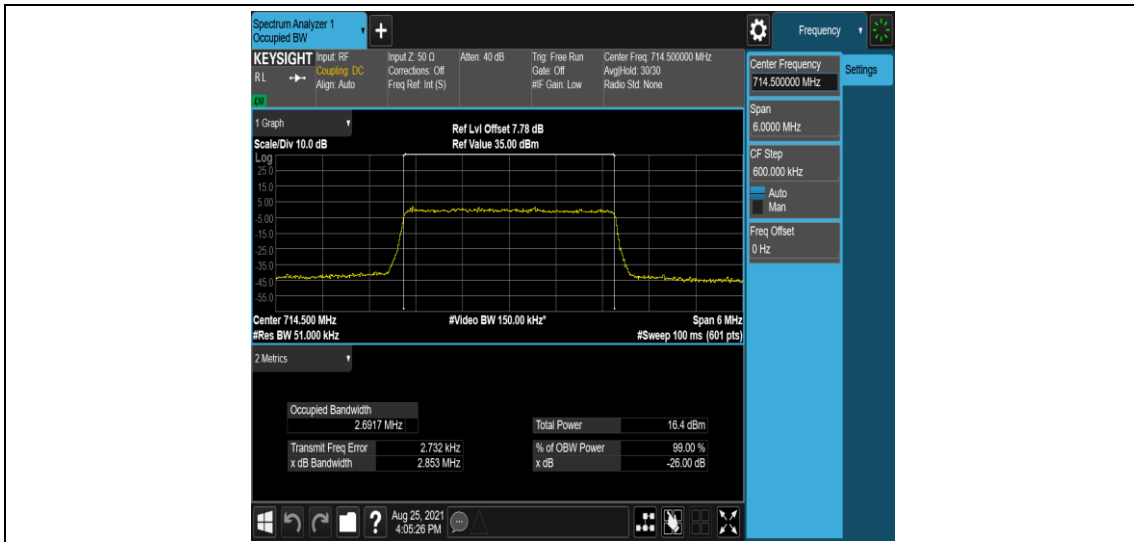 Spectrum Analyzer 1
Occupied BW
Frequency
KEYSIGHT
RL
Input: RF
Coupling: DC
Align: Auto
Input Z: 50 Ω
Corrections: Off
Freq Ref: Int (S)
Atten: 40 dB
Trig: Free Run
Gate: Off
#IF Gain: Low
Center Freq: 714.500000 MHz
Avg|Hold: 30/30
Radio Std: None
Center Frequency
714.500000 MHz
Settings
Span
6.0000 MHz
CF Step
600.000 kHz
Auto
Man
Freq Offset
0 Hz
1 Graph
Scale/Div 10.0 dB
Ref Lvl Offset 7.78 dB
Ref Value 35.00 dBm
Log
25.0
15.0
5.00
-5.00
-15.0
-25.0
-35.0
-45.0
-55.0
Center 714.500 MHz
#Video BW 150.00 kHz*
Span 6 MHz
#Res BW 51.000 kHz
#Sweep 100 ms (601 pts)
2 Metrics
Occupied Bandwidth
2.6917 MHz
Total Power 16.4 dBm
Transmit Freq Error 2.732 kHz
% of OBW Power 99.00 %
x dB Bandwidth 2.853 MHz
x dB -26.00 dB
Aug 25, 2021
4:05:26 PM